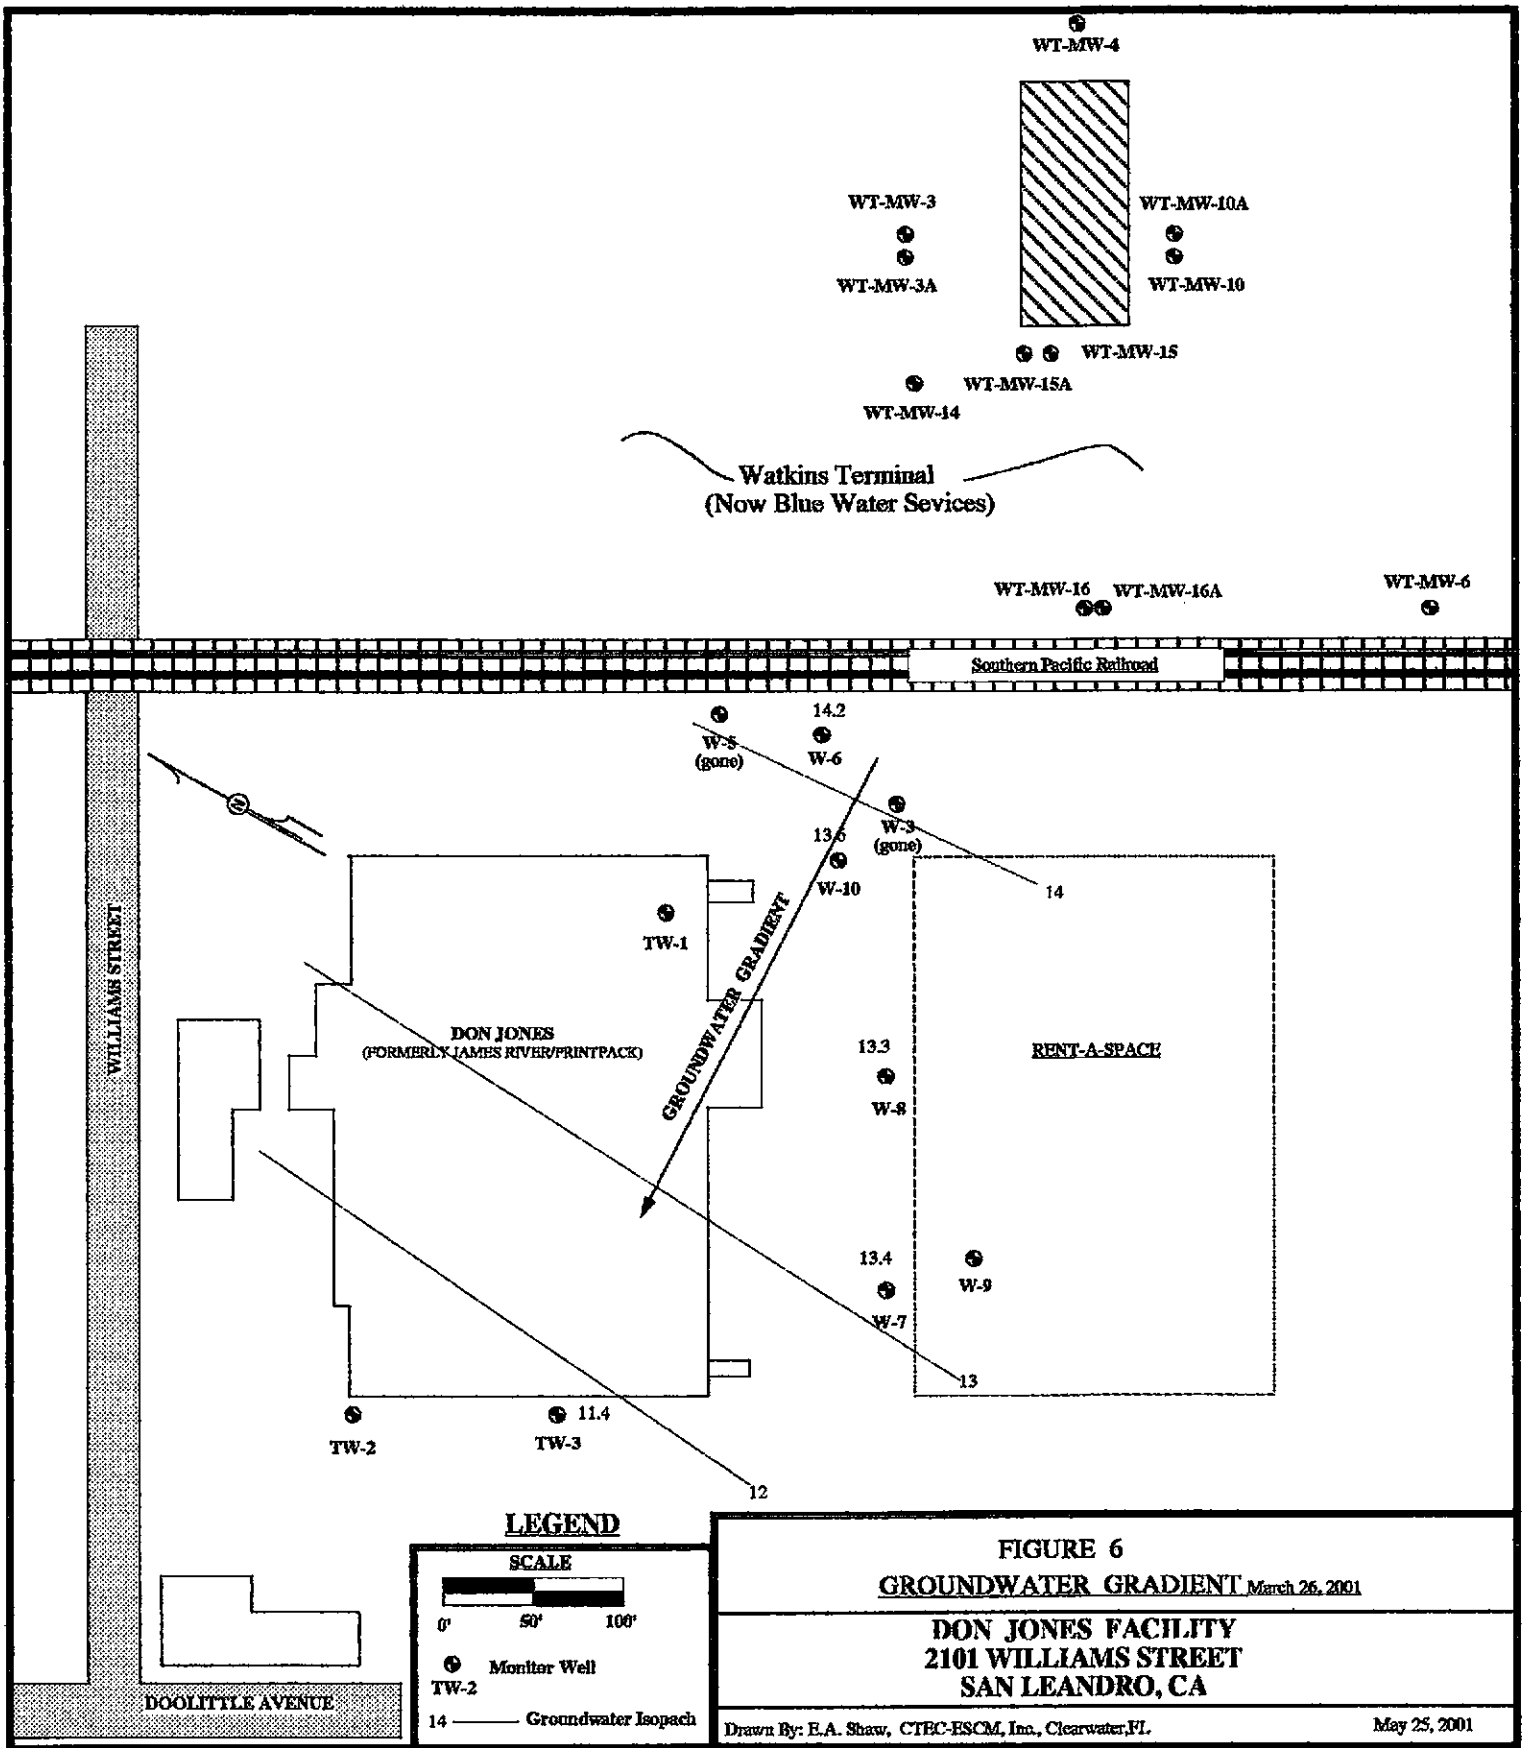 WT-MW-4
WT-MW-3
WT-MW-10A
WT-MW-3A
WT-MW-10
WT-MW-15
WT-MW-15A
WT-MW-14
Watkins Terminal
(Now Blue Water Sevices)
WT-MW-16
WT-MW-16A
WT-MW-6
Southern Pacific Railroad
14.2
W-5
(gone)
W-6
N
13.6
W-3
(gone)
W-10
14
TW-1
WILLIAMS STREET
GROUNDWATER GRADIENT
DON JONES
(FORMERLY JAMES RIVER/PRINTPACK)
13.3
RENT-A-SPACE
W-8
13.4
W-9
W-7
13
11.4
TW-2
TW-3
12
LEGEND
SCALE
0' 50' 100'
Monitor Well
TW-2
14 Groundwater Isopach
DOOLITTLE AVENUE
FIGURE 6
GROUNDWATER GRADIENT March 26, 2001
DON JONES FACILITY
2101 WILLIAMS STREET
SAN LEANDRO, CA
Drawn By: E.A. Shaw, CTEC-ESCM, Inc., Clearwater,FL. May 25, 2001